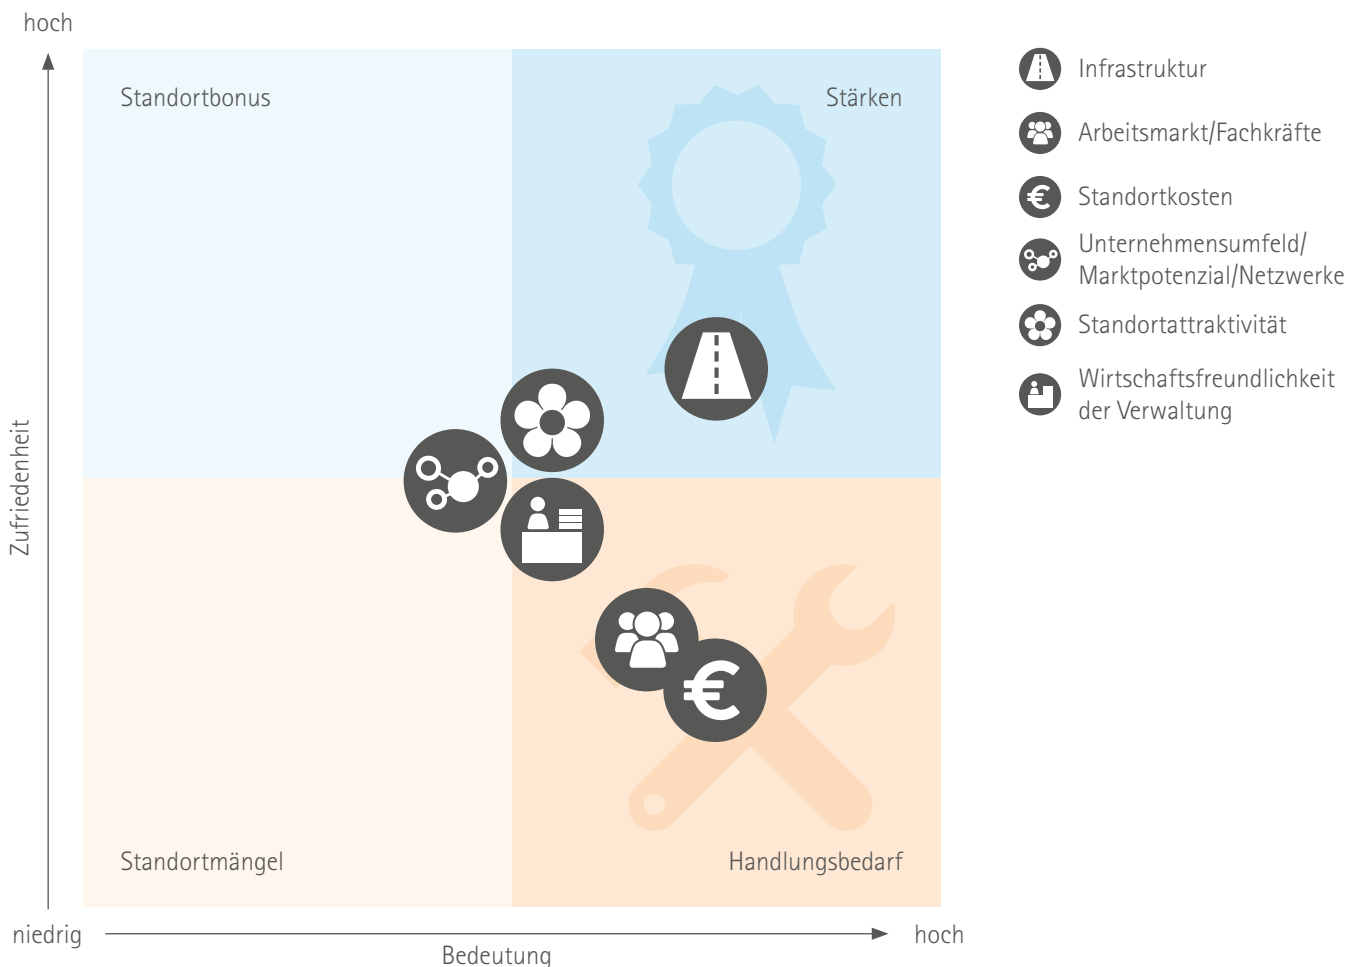 hoch
Standortbonus
Stärken
Zufriedenheit
Standortmängel
Handlungsbedarf
niedrig
hoch
Bedeutung
Infrastruktur
Arbeitsmarkt/Fachkräfte
Standortkosten
Unternehmensumfeld/
Marktpotenzial/Netzwerke
Standortattraktivität
Wirtschaftsfreundlichkeit
der Verwaltung